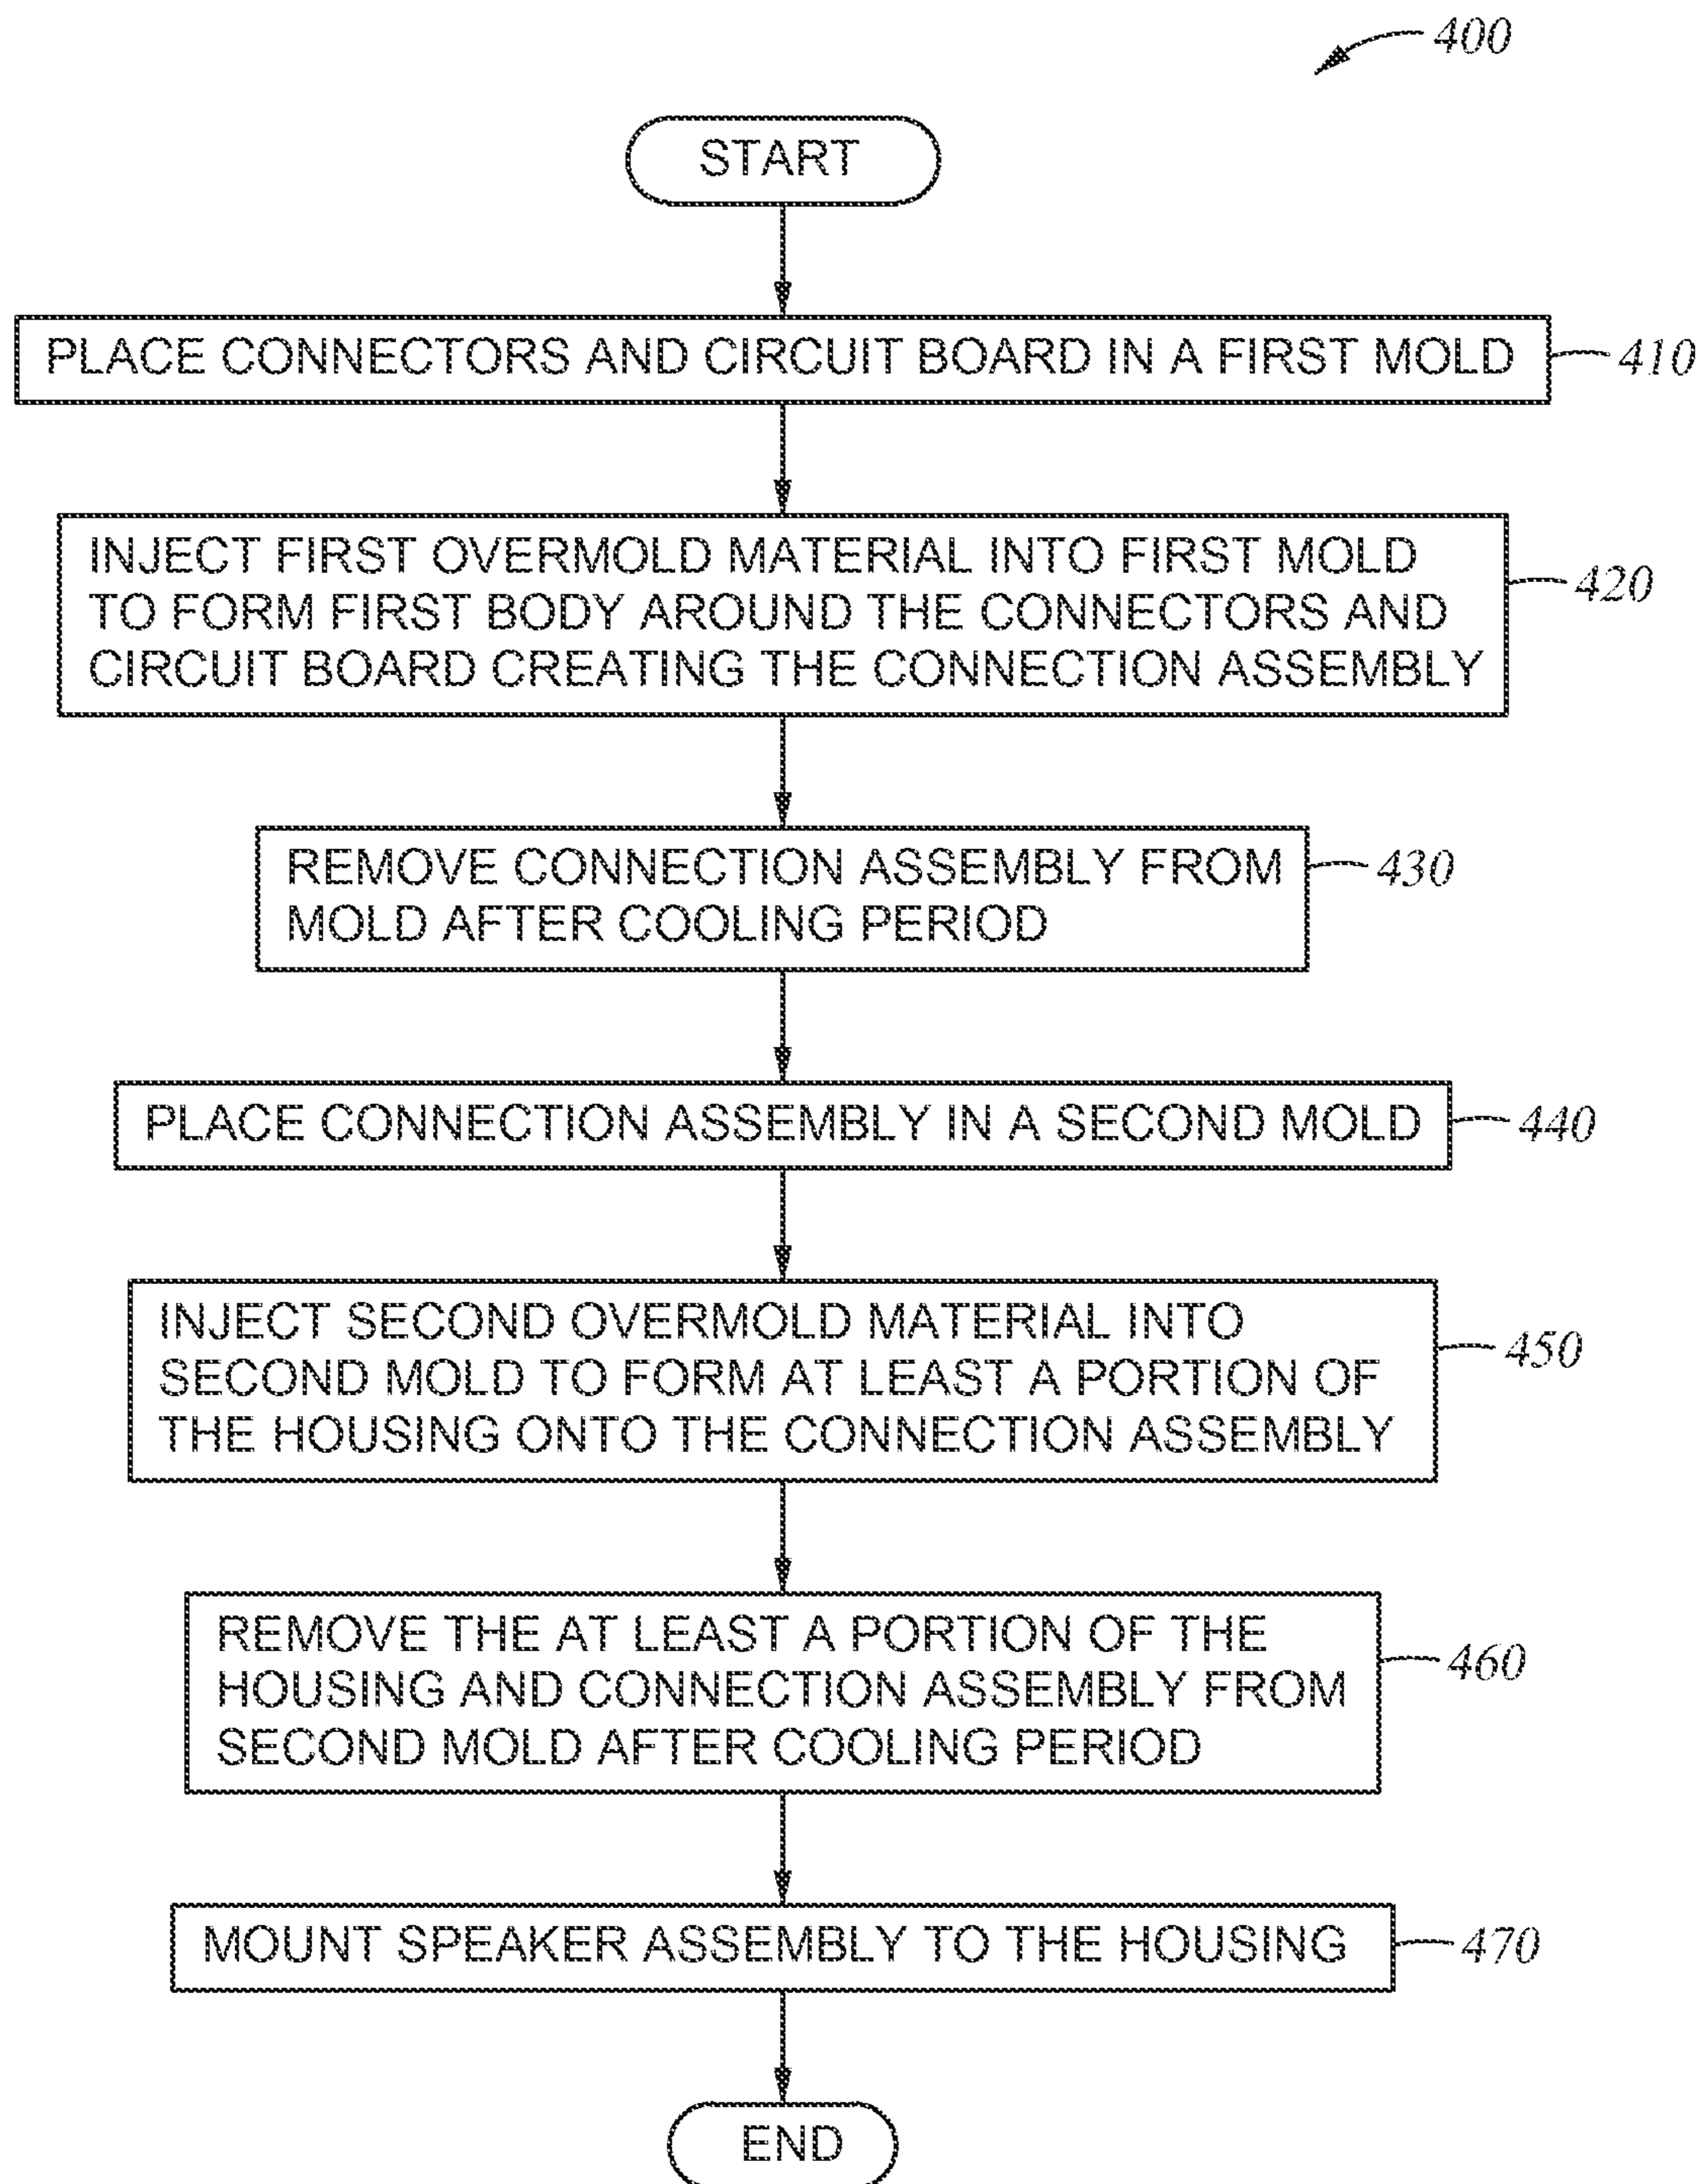 400
START
PLACE CONNECTORS AND CIRCUIT BOARD IN A FIRST MOLD
410
INJECT FIRST OVERMOLD MATERIAL INTO FIRST MOLD
TO FORM FIRST BODY AROUND THE CONNECTORS AND
CIRCUIT BOARD CREATING THE CONNECTION ASSEMBLY
420
REMOVE CONNECTION ASSEMBLY FROM
MOLD AFTER COOLING PERIOD
430
PLACE CONNECTION ASSEMBLY IN A SECOND MOLD
440
INJECT SECOND OVERMOLD MATERIAL INTO
SECOND MOLD TO FORM AT LEAST A PORTION OF
THE HOUSING ONTO THE CONNECTION ASSEMBLY
450
REMOVE THE AT LEAST A PORTION OF THE
HOUSING AND CONNECTION ASSEMBLY FROM
SECOND MOLD AFTER COOLING PERIOD
460
MOUNT SPEAKER ASSEMBLY TO THE HOUSING
470
END